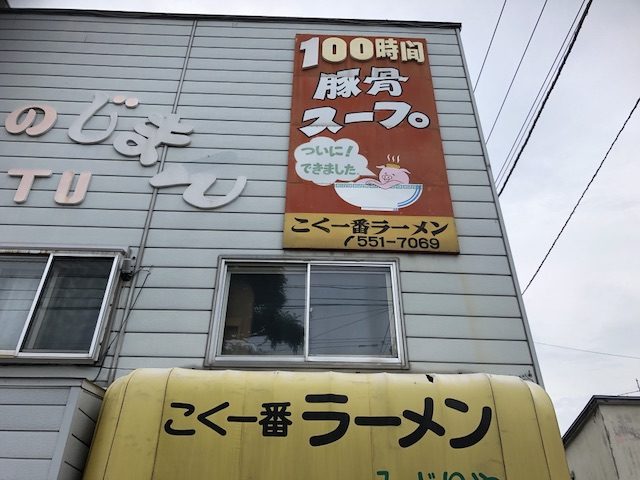 100時間
豚骨
スープ。
ついに!
できました
こく一番ラーメン
551-7069
のじま
TU
こく一番ラーメン